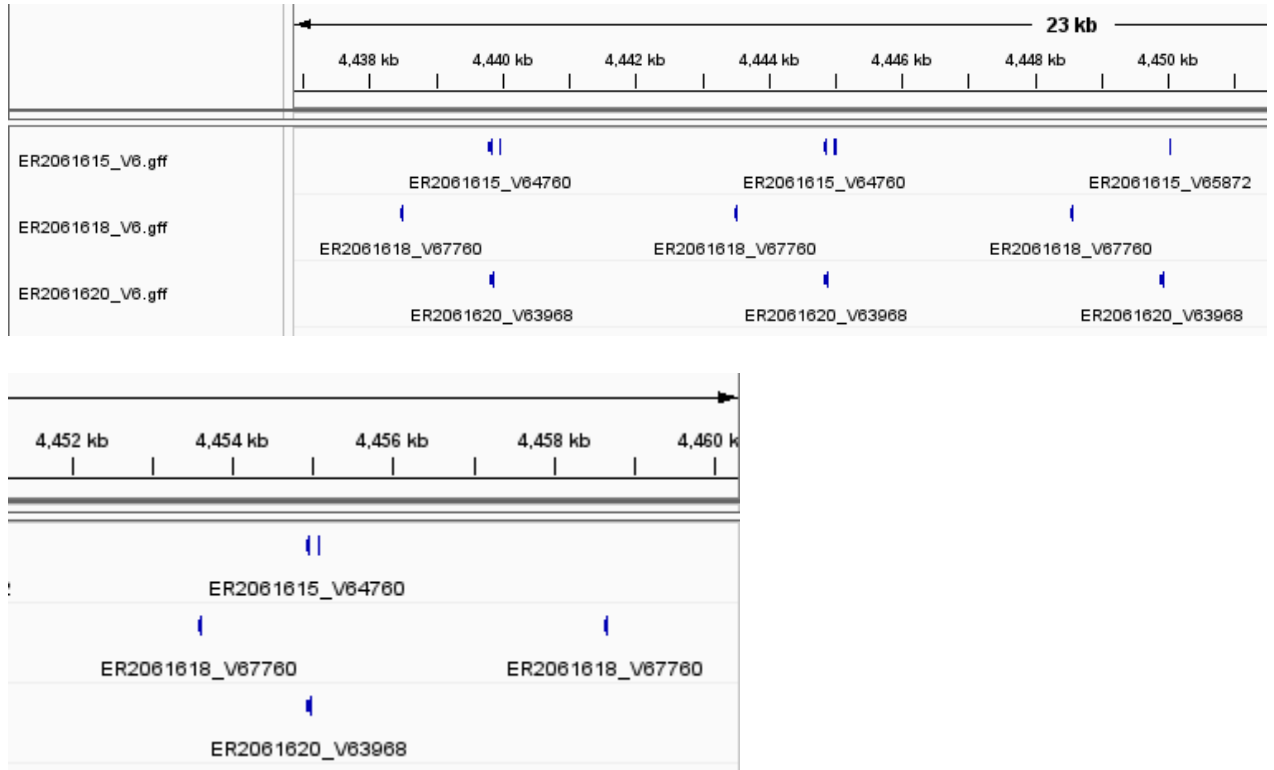 23 kb
4,438 kb 4,440 kb 4,442 kb 4,444 kb 4,446 kb 4,448 kb 4,450 kb
ER2061615_V6.gff
ER2061615_V64760 ER2061615_V64760 ER2061615_V65872
ER2061618_V6.gff
ER2061618_V67760 ER2061618_V67760 ER2061618_V67760
ER2061620_V6.gff
ER2061620_V63968 ER2061620_V63968 ER2061620_V63968
4,452 kb 4,454 kb 4,456 kb 4,458 kb 4,460 k
ER2061615_V64760
ER2061618_V67760 ER2061618_V67760
ER2061620_V63968